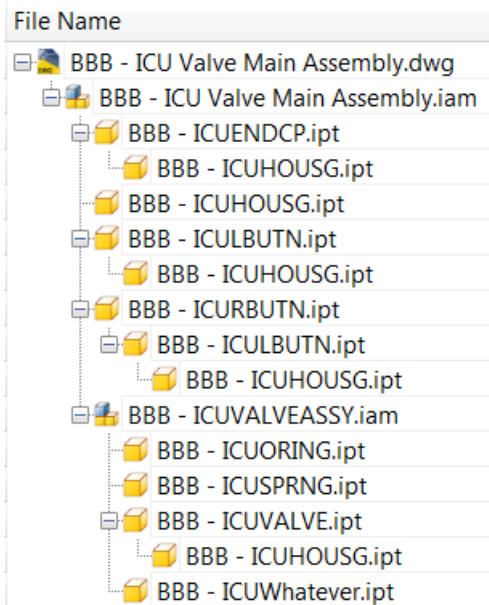 File Name
BBB - ICU Valve Main Assembly.dwg
BBB - ICU Valve Main Assembly.iam
BBB - ICUENDCP.ipt
BBB - ICUHOUSG.ipt
BBB - ICUHOUSG.ipt
BBB - ICULBUTN.ipt
BBB - ICUHOUSG.ipt
BBB - ICURBUTN.ipt
BBB - ICULBUTN.ipt
BBB - ICUHOUSG.ipt
BBB - ICUVALVEASSY.iam
BBB - ICUORING.ipt
BBB - ICUSPRNG.ipt
BBB - ICUVALVE.ipt
BBB - ICUHOUSG.ipt
BBB - ICUWhatever.ipt